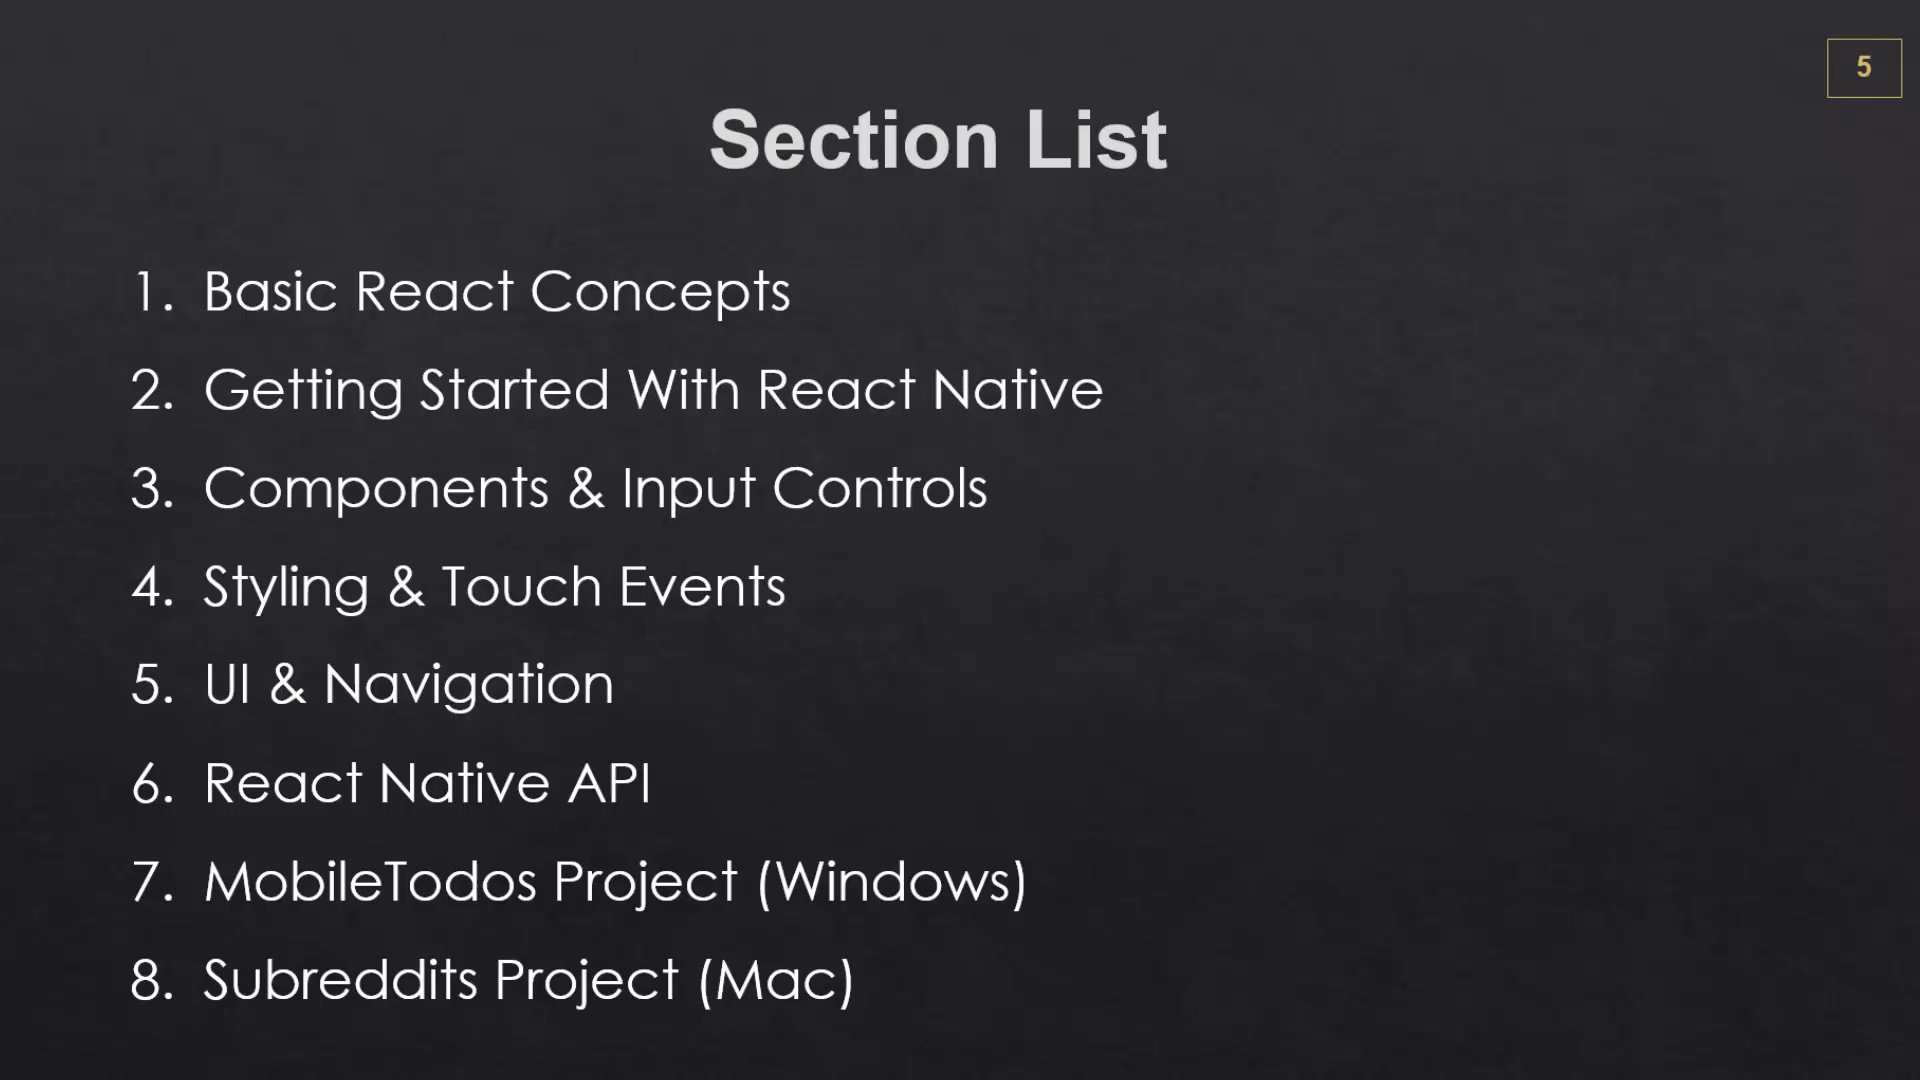 5
Section List
1. Basic React Concepts
2. Getting Started With React Native
3. Components & Input Controls
4. Styling & Touch Events
5. UI & Navigation
6. React Native API
7. MobileTodos Project (Windows)
8. Subreddits Project (Mac)